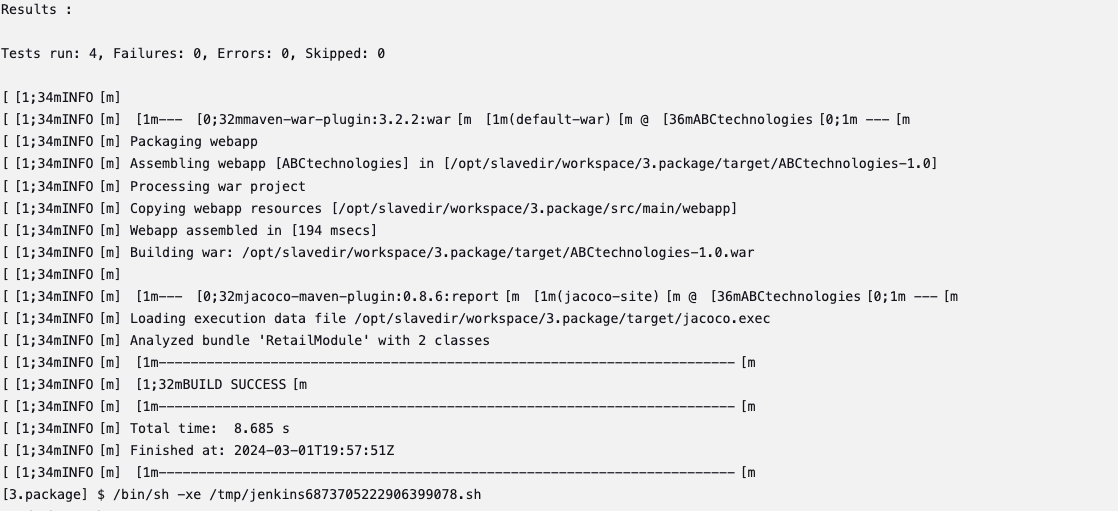 Results :
Tests run: 4, Failures: 0, Errors: 0, Skipped: 0
[ [1;34mINFO [m]
[ [1;34mINFO [m]  [1m--- [0;32mmaven-war-plugin:3.2.2:war [m [1m(default-war) [m @ [36mABCtechnologies [0;1m --- [m
[ [1;34mINFO [m] Packaging webapp
[ [1;34mINFO [m] Assembling webapp [ABCtechnologies] in [/opt/slavedir/workspace/3.package/target/ABCtechnologies-1.0]
[ [1;34mINFO [m] Processing war project
[ [1;34mINFO [m] Copying webapp resources [/opt/slavedir/workspace/3.package/src/main/webapp]
[ [1;34mINFO [m] Webapp assembled in [194 msecs]
[ [1;34mINFO [m] Building war: /opt/slavedir/workspace/3.package/target/ABCtechnologies-1.0.war
[ [1;34mINFO [m]
[ [1;34mINFO [m]  [1m--- [0;32mjacoco-maven-plugin:0.8.6:report [m [1m(jacoco-site) [m @ [36mABCtechnologies [0;1m --- [m
[ [1;34mINFO [m] Loading execution data file /opt/slavedir/workspace/3.package/target/jacoco.exec
[ [1;34mINFO [m] Analyzed bundle 'RetailModule' with 2 classes
[ [1;34mINFO [m]  [1m------------------------------------------------------------------------ [m
[ [1;34mINFO [m]  [1;32mBUILD SUCCESS [m
[ [1;34mINFO [m]  [1m------------------------------------------------------------------------ [m
[ [1;34mINFO [m] Total time:  8.685 s
[ [1;34mINFO [m] Finished at: 2024-03-01T19:57:51Z
[ [1;34mINFO [m]  [1m------------------------------------------------------------------------ [m
[3.package] $ /bin/sh -xe /tmp/jenkins6873705222906399078.sh